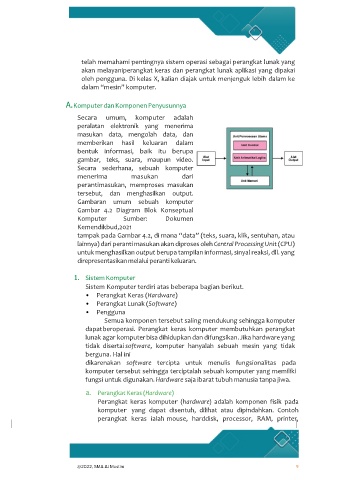 telah memahami pentingnya sistem operasi sebagai perangkat lunak yang
akan melayaniperangkat keras dan perangkat lunak aplikasi yang dipakai
oleh pengguna. Di kelas X, kalian diajak untuk menjenguk lebih dalam ke
dalam “mesin” komputer.
A. Komputer dan Komponen Penyusunnya
Secara umum, komputer adalah
peralatan elektronik yang menerima
masukan data, mengolah data, dan
memberikan hasil keluaran dalam
bentuk informasi, baik itu berupa
gambar, teks, suara, maupun video.
Secara sederhana, sebuah komputer
menerima masukan dari
perantimasukan, memproses masukan
tersebut, dan menghasilkan output.
Gambaran umum sebuah komputer
Gambar 4.2 Diagram Blok Konseptual
Komputer Sumber: Dokumen
Kemendikbud,2021
Unit Pemrosesan Utama
Unit Kontrol
Alat Input
Unit Aritmatika/Logika
Alat Output
Unit Memori
tampak pada Gambar 4.2, di mana “data” (teks, suara, klik, sentuhan, atau
lainnya) dari peranti masukan akan diproses oleh Central Processing Unit (CPU)
untuk menghasilkan output berupa tampilan informasi, sinyal reaksi, dll. yang
direpresentasikan melalui peranti keluaran.
1. Sistem Komputer
Sistem Komputer terdiri atas beberapa bagian berikut.
• Perangkat Keras (Hardware)
• Perangkat Lunak (Software)
• Pengguna
Semua komponen tersebut saling mendukung sehingga komputer
dapat beroperasi. Perangkat keras komputer membutuhkan perangkat
lunak agar komputer bisa dihidupkan dan difungsikan. Jika hardware yang
tidak disertai software, komputer hanyalah sebuah mesin yang tidak
berguna. Hal ini
dikarenakan software tercipta untuk menulis fungsionalitas pada
komputer tersebut sehingga terciptalah sebuah komputer yang memiliki
fungsi untuk digunakan. Hardware saja ibarat tubuh manusia tanpa jiwa.
a. Perangkat Keras (Hardware)
Perangkat keras komputer (hardware) adalah komponen fisik pada
komputer yang dapat disentuh, dilihat atau dipindahkan. Contoh
perangkat keras ialah mouse, harddisk, processor, RAM, printer,